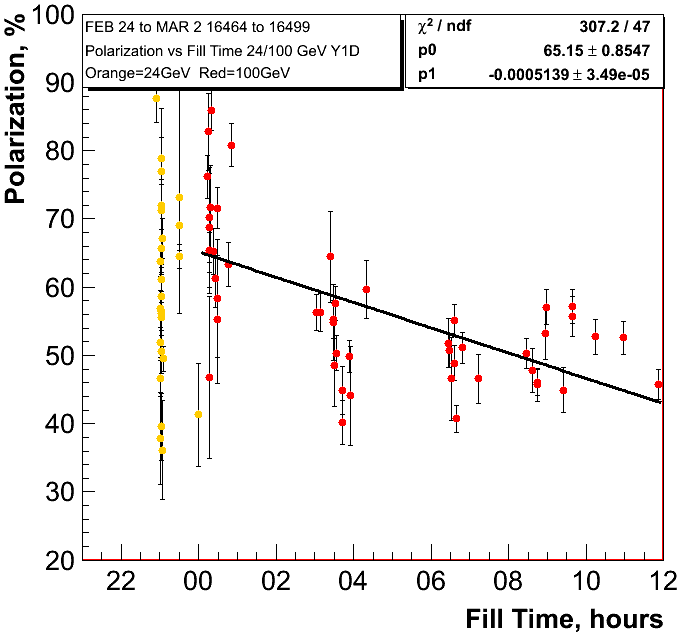 FEB 24 to MAR 2 16464 to 16499
Polarization vs Fill Time 24/100 GeV Y1D
Orange=24GeV Red=100GeV
χ² / ndf 307.2 / 47
p0 65.15 ± 0.8547
p1 -0.0005139 ± 3.49e-05
Polarization, %
100
90
80
70
60
50
40
30
20
22 00 02 04 06 08 10 12
Fill Time, hours